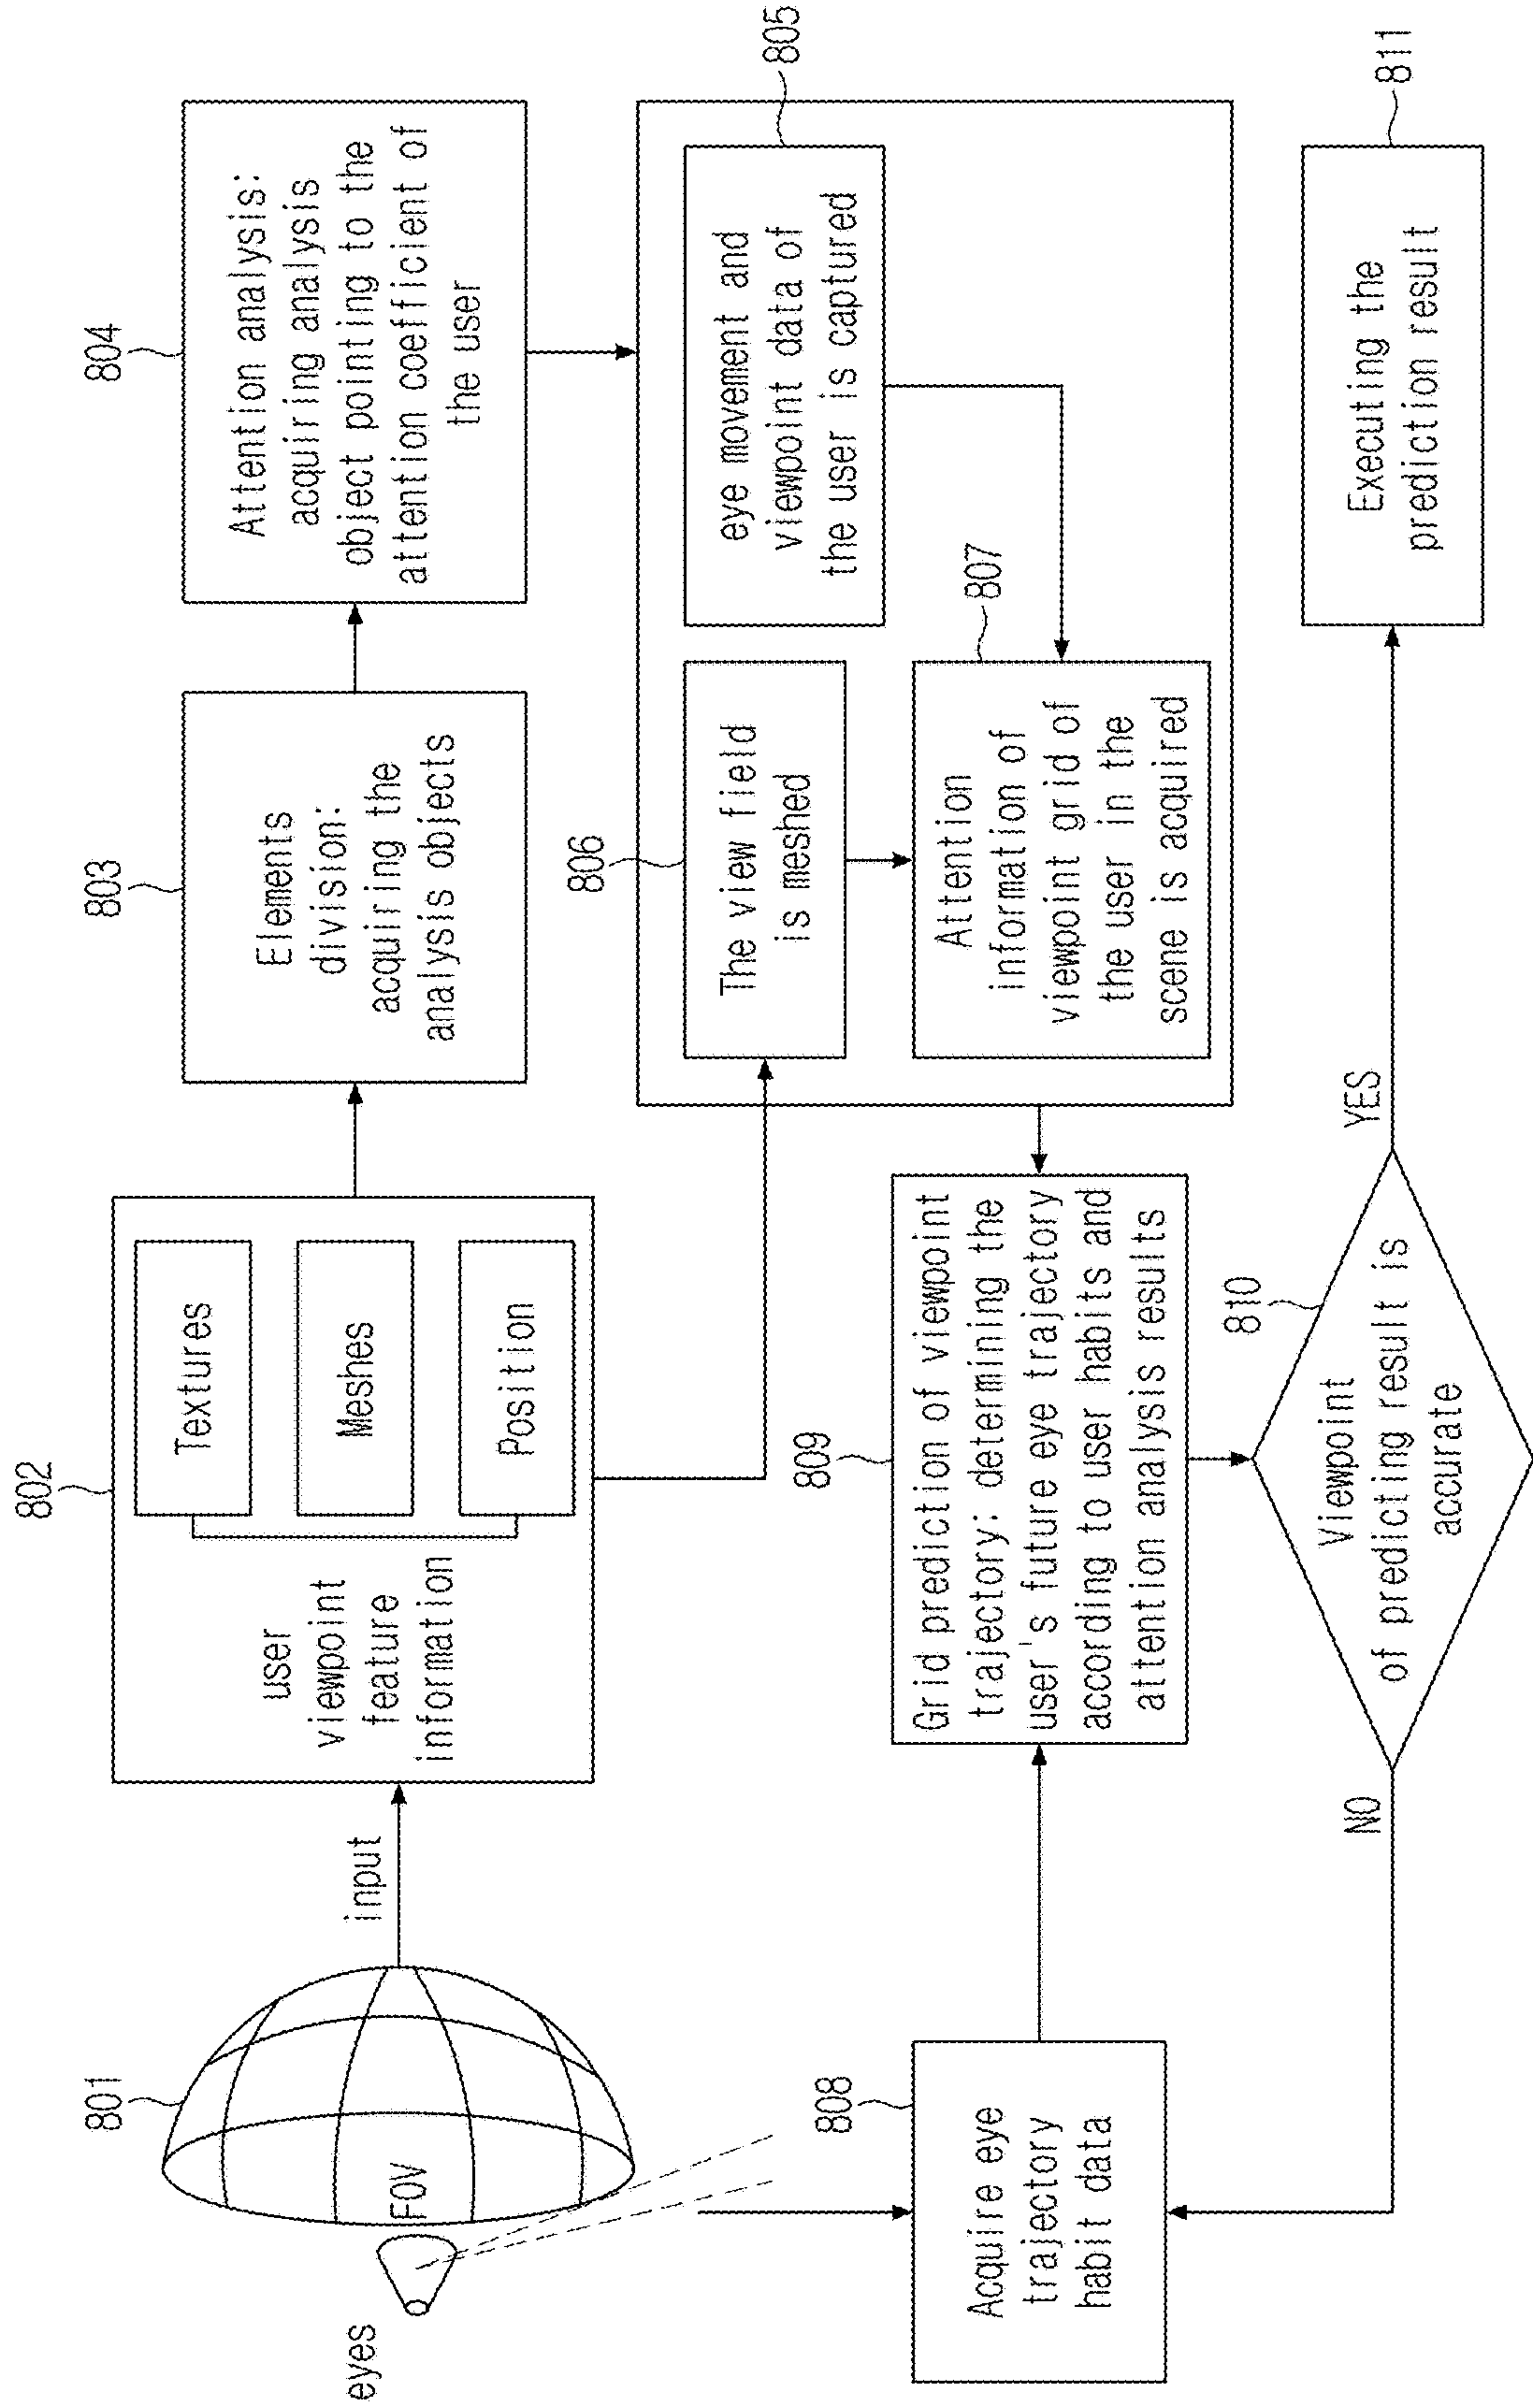 801
eyes
FOV
input
802
user
viewpoint
feature
information
Textures
Meshes
Position
803
Elements
division:
acquiring the
analysis objects
804
Attention analysis:
acquiring analysis
object pointing to the
attention coefficient of
the user
805
eye movement and
viewpoint data of
the user is captured
806
The view field
is meshed
807
Attention
information of
viewpoint grid of
the user in the
scene is acquired
808
Acquire eye
trajectory
habit data
809
Grid prediction of viewpoint
trajectory: determining the
user's future eye trajectory
according to user habits and
attention analysis results
810
Viewpoint
of predicting result is
accurate
NO
YES
811
Executing the
prediction result